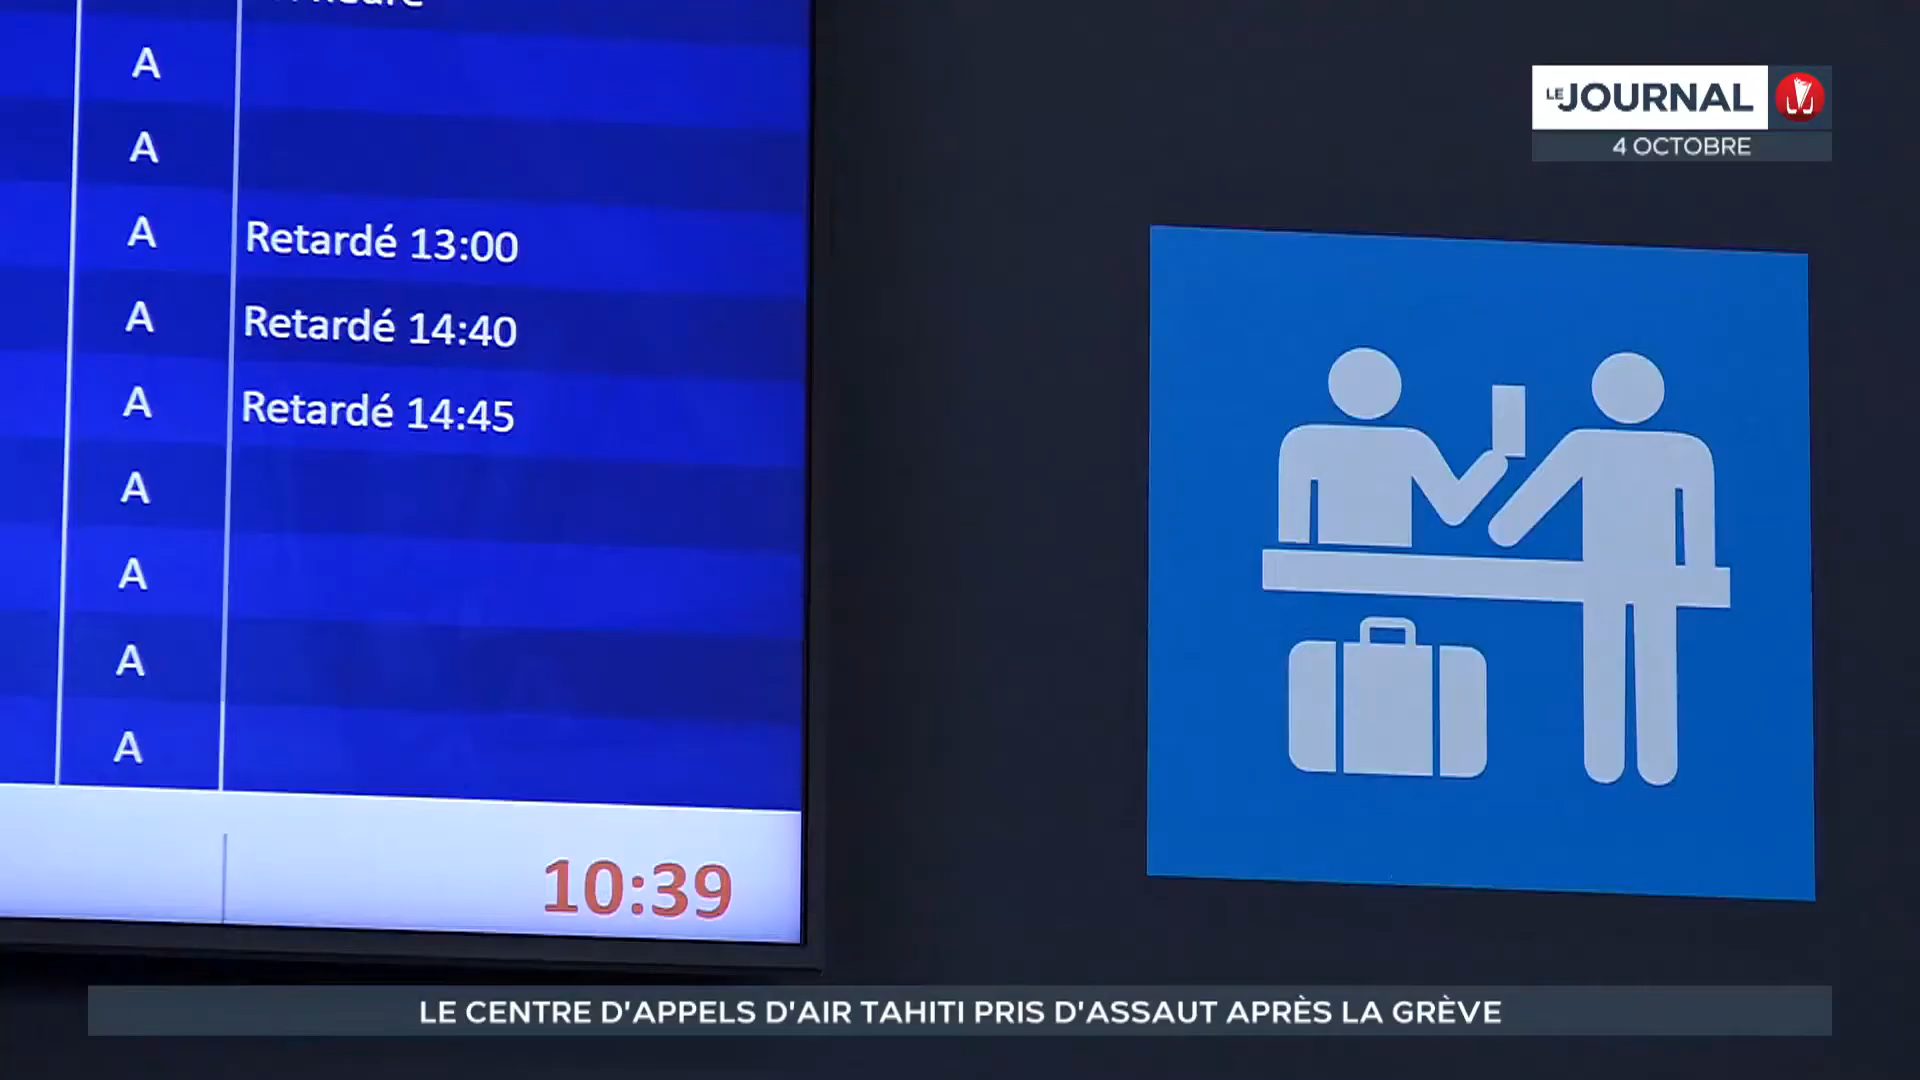 A
A
A Retardé 13:00
A Retardé 14:40
A Retardé 14:45
A
A
A
A
10:39
LE JOURNAL
4 OCTOBRE
LE CENTRE D'APPELS D'AIR TAHITI PRIS D'ASSAUT APRÈS LA GRÈVE